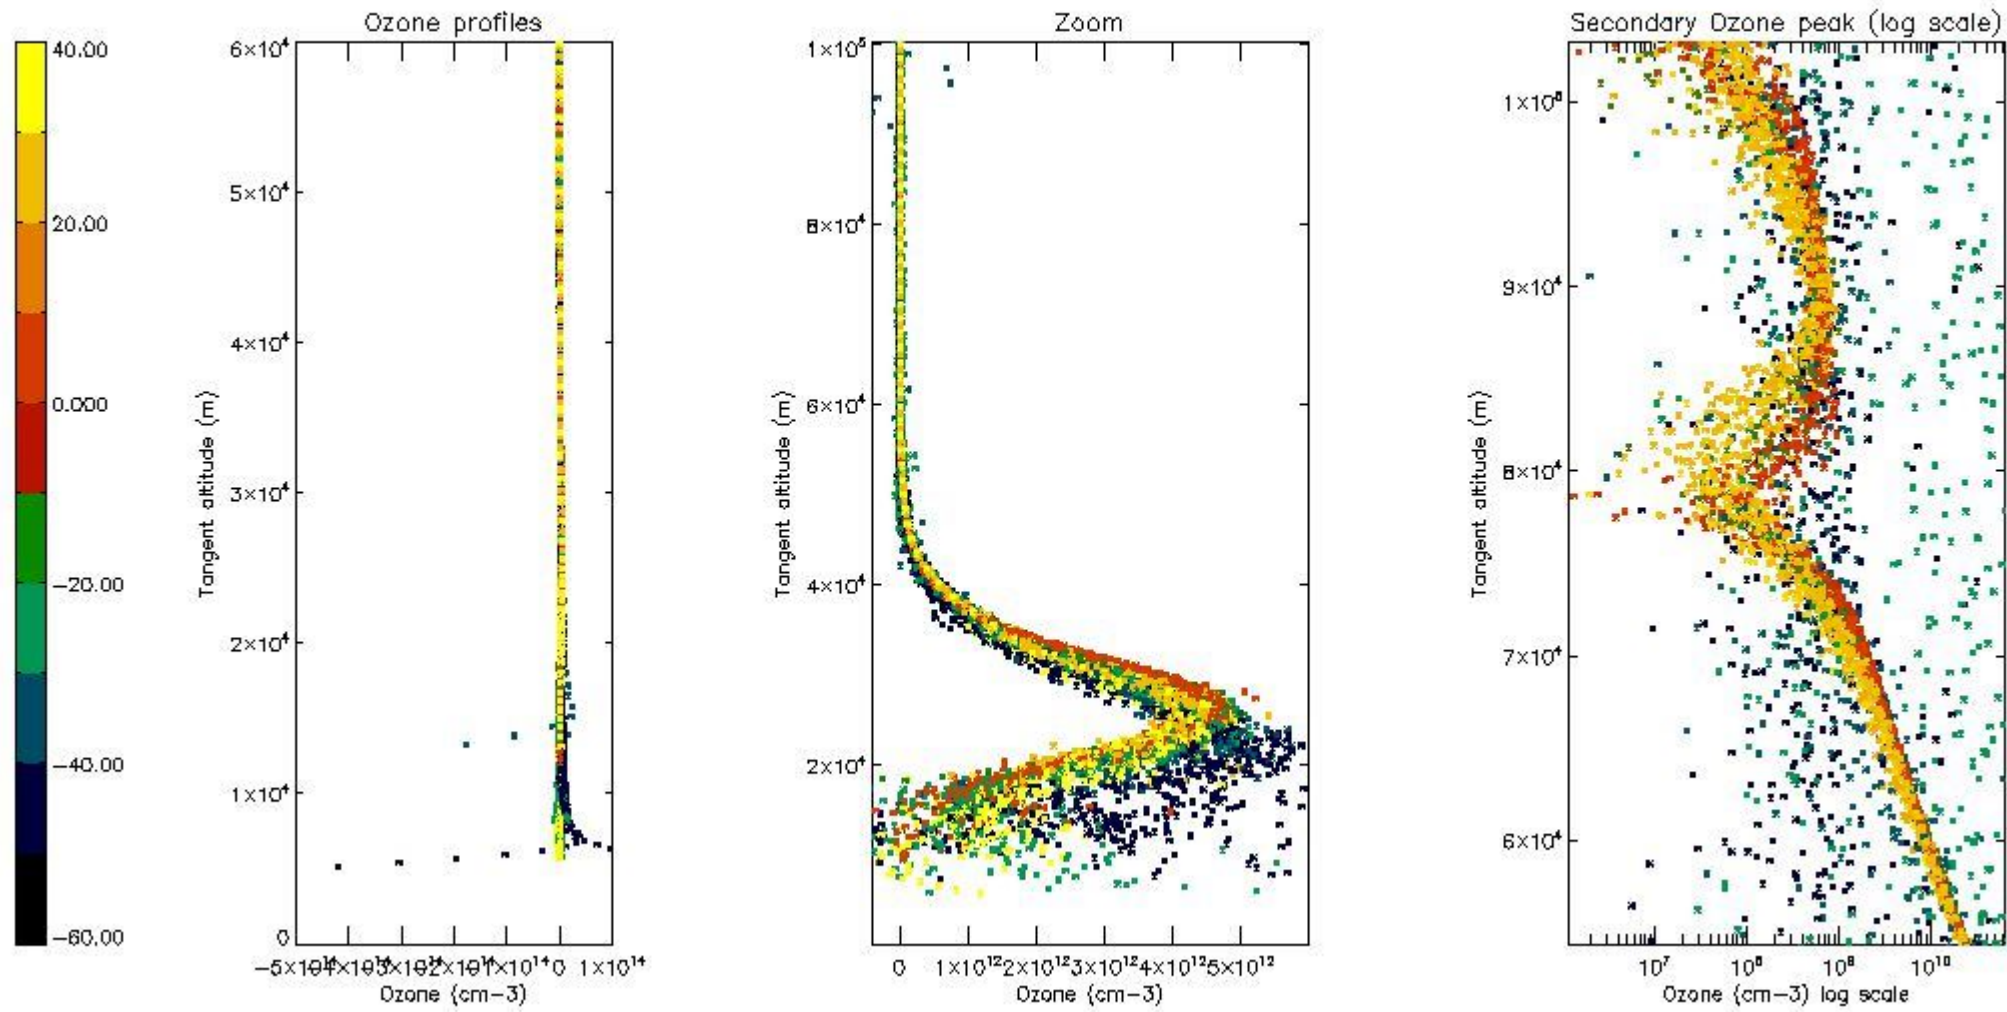 Ozone profiles
Zoom
Secondary Ozone peak (log scale)
40.00
20.00
0.000
−20.00
−40.00
−60.00
6×10⁴
5×10⁴
4×10⁴
3×10⁴
2×10⁴
1×10⁴
0
Tangent altitude (m)
0 1×10¹⁴
Ozone (cm−3)
1×10⁵
8×10⁴
6×10⁴
4×10⁴
2×10⁴
Tangent altitude (m)
0 1×10¹² 2×10¹² 3×10¹² 4×10¹² 5×10¹²
Ozone (cm−3)
1×10⁵
9×10⁴
8×10⁴
7×10⁴
6×10⁴
Tangent altitude (m)
10⁷ 10⁸ 10⁹ 10¹⁰
Ozone (cm−3) log scale